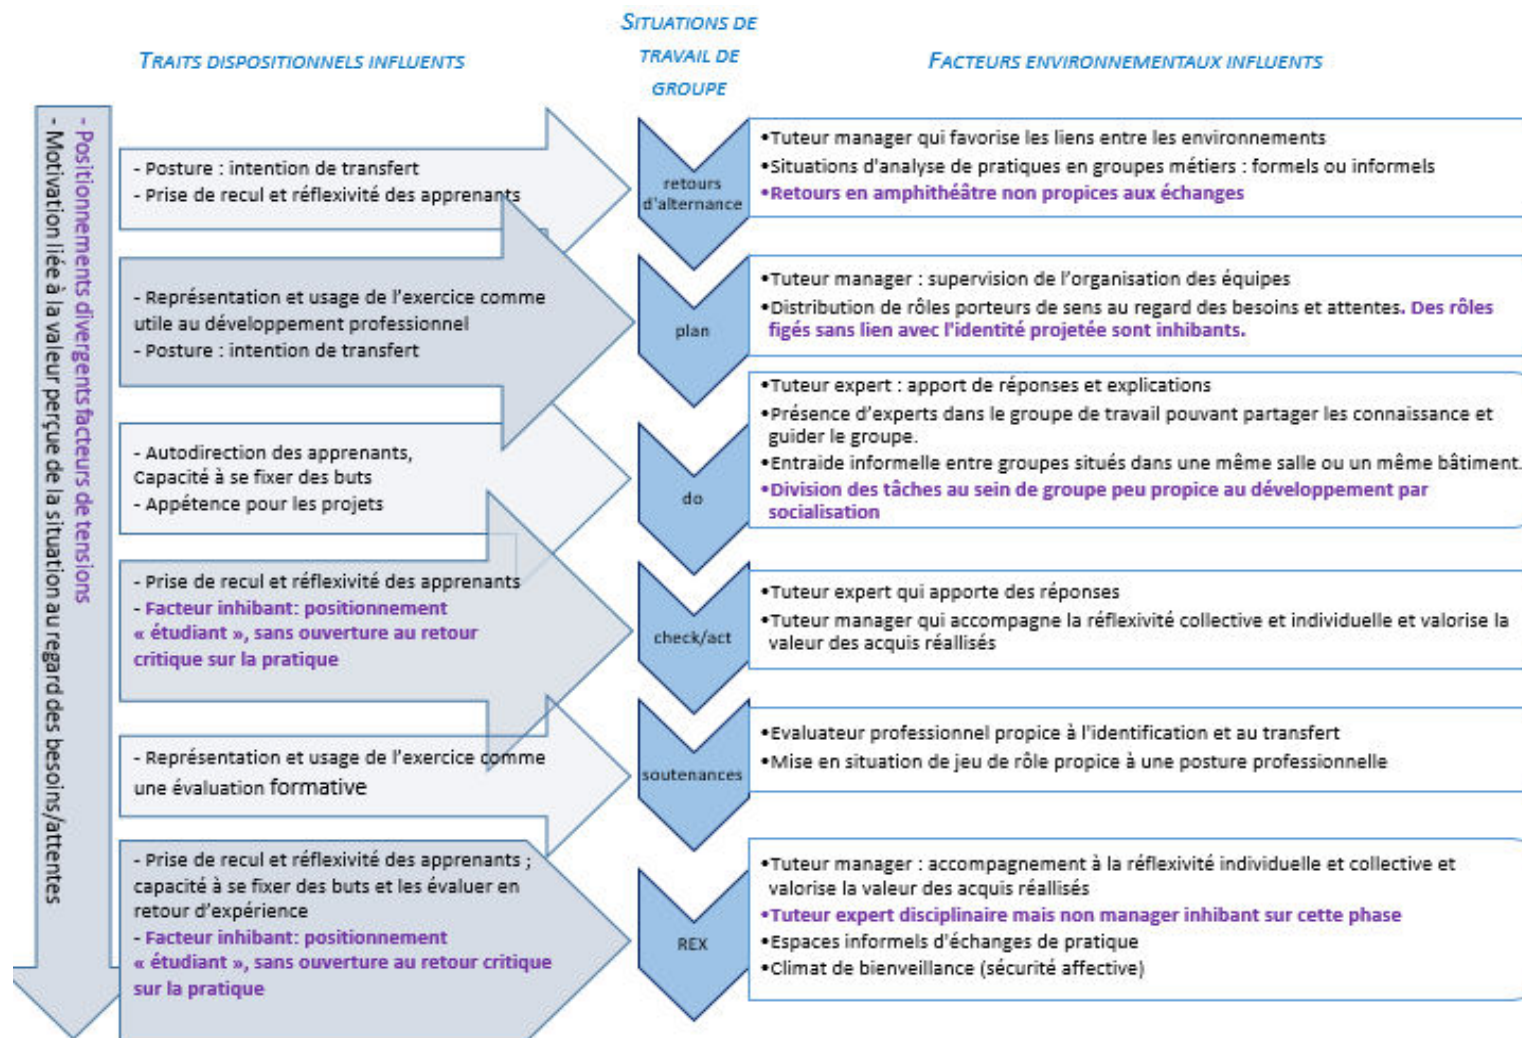 TRAITS DISPOSITIONNELS INFLUENTS
SITUATIONS DE
TRAVAIL DE
GROUPE
FACTEURS ENVIRONNEMENTAUX INFLUENTS
- Positionnements divergents facteurs de tensions
- Motivation liée à la valeur perçue de la situation au regard des besoins/attentes
- Posture : intention de transfert
- Prise de recul et réflexivité des apprenants
retours
d'alternance
•Tuteur manager qui favorise les liens entre les environnements
•Situations d'analyse de pratiques en groupes métiers : formels ou informels
•Retours en amphithéâtre non propices aux échanges
- Représentation et usage de l'exercice comme
utile au développement professionnel
- Posture : intention de transfert
plan
•Tuteur manager : supervision de l'organisation des équipes
•Distribution de rôles porteurs de sens au regard des besoins et attentes. Des rôles
figés sans lien avec l'identité projetée sont inhibants.
- Autodirection des apprenants,
Capacité à se fixer des buts
- Appétence pour les projets
do
•Tuteur expert : apport de réponses et explications
•Présence d'experts dans le groupe de travail pouvant partager les connaissance et
guider le groupe.
•Entraide informelle entre groupes situés dans une même salle ou un même bâtiment.
•Division des tâches au sein de groupe peu propice au développement par
socialisation
- Prise de recul et réflexivité des apprenants
- Facteur inhibant: positionnement
« étudiant », sans ouverture au retour
critique sur la pratique
check/act
•Tuteur expert qui apporte des réponses
•Tuteur manager qui accompagne la réflexivité collective et individuelle et valorise la
valeur des acquis réallisés
- Représentation et usage de l'exercice comme
une évaluation formative
soutenances
•Evaluateur professionnel propice à l'identification et au transfert
•Mise en situation de jeu de rôle propice à une posture professionnelle
- Prise de recul et réflexivité des apprenants ;
capacité à se fixer des buts et les évaluer en
retour d'expérience
- Facteur inhibant: positionnement
« étudiant », sans ouverture au retour critique
sur la pratique
REX
•Tuteur manager : accompagnement à la réflexivité individuelle et collective et
valorise la valeur des acquis réallisés
•Tuteur expert disciplinaire mais non manager inhibant sur cette phase
•Espaces informels d'échanges de pratique
•Climat de bienveillance (sécurité affective)